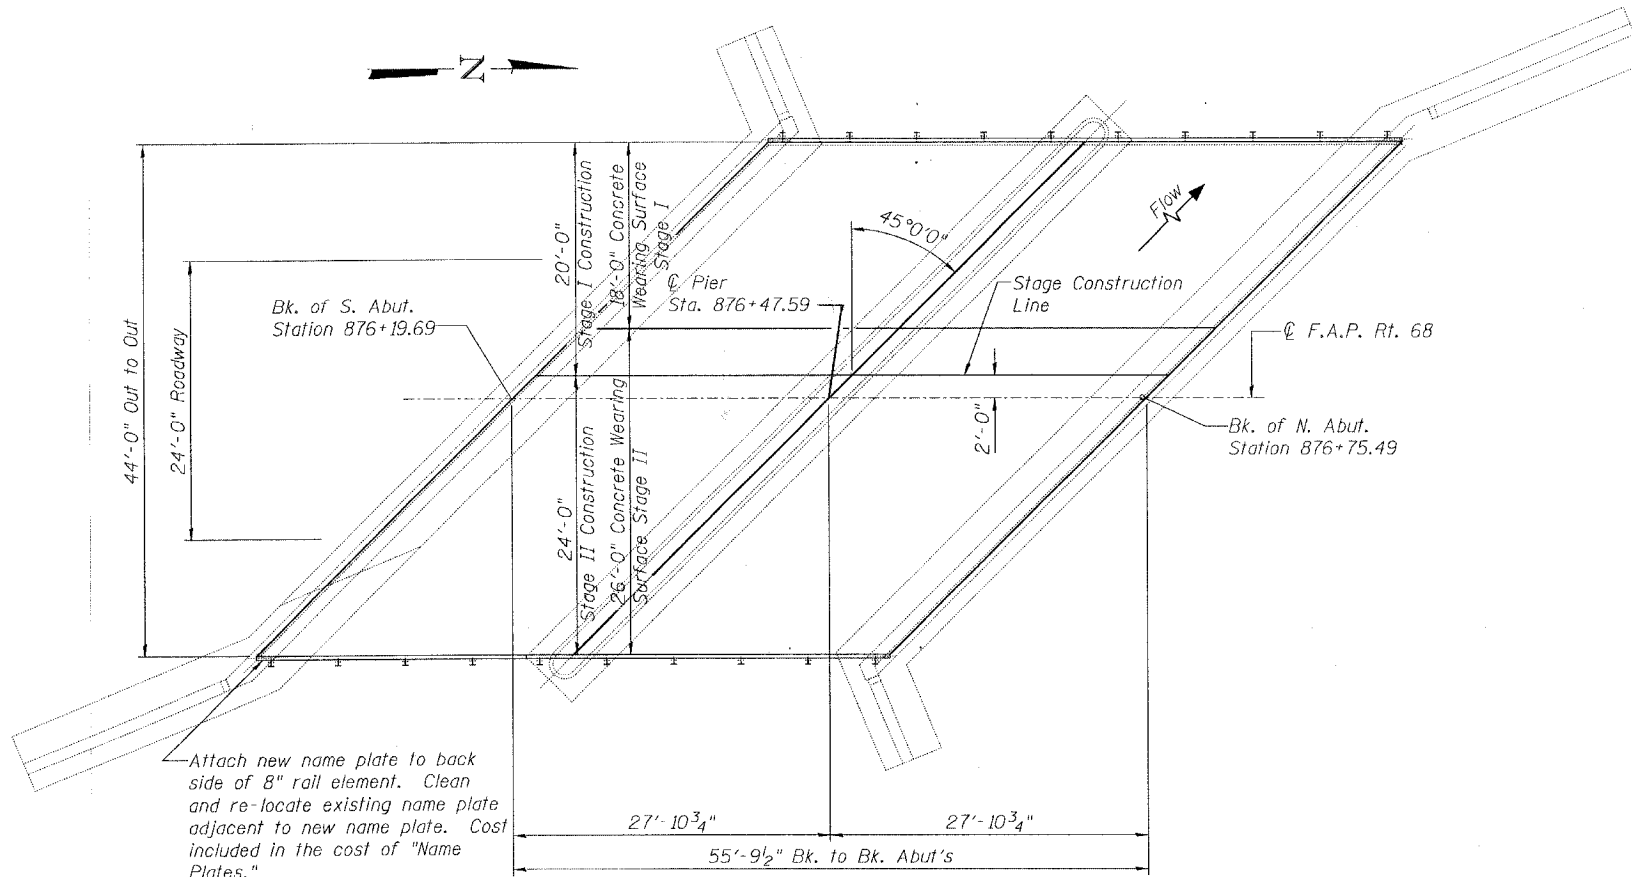 N
44'-0" Out to Out
24'-0" Roadway
20'-0"
Stage I Construction
18'-0" Concrete
Wearing Surface
Stage I
24'-0"
Stage II Construction
26'-0" Concrete Wearing
Surface Stage II
Bk. of S. Abut.
Station 876+19.69
℄ Pier
Sta. 876+47.59
45°0'0"
Flow
Stage Construction
Line
℄ F.A.P. Rt. 68
2'-0"
Bk. of N. Abut.
Station 876+75.49
Attach new name plate to back
side of 8" rail element. Clean
and re-locate existing name plate
adjacent to new name plate. Cost
included in the cost of "Name
Plates."
27'-10¾"
27'-10¾"
55'-9½" Bk. to Bk. Abut's